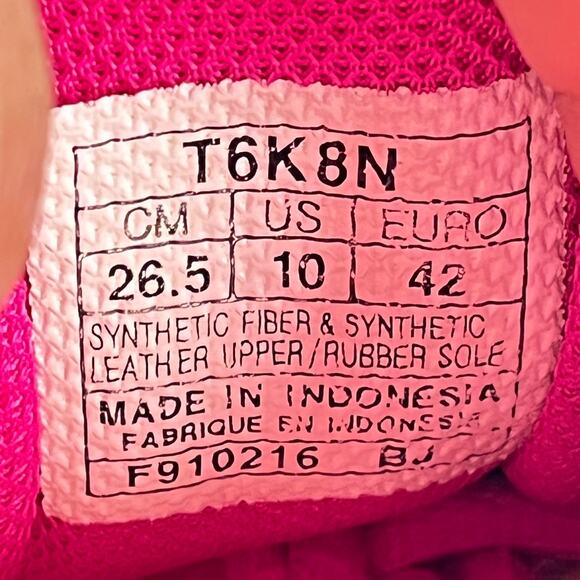 T6K8N
CM US EURO
26.5 10 42
SYNTHETIC FIBER & SYNTHETIC
LEATHER UPPER/RUBBER SOLE
MADE IN INDONESIA
FABRIQUE EN INDONESIE
F910216 BJ